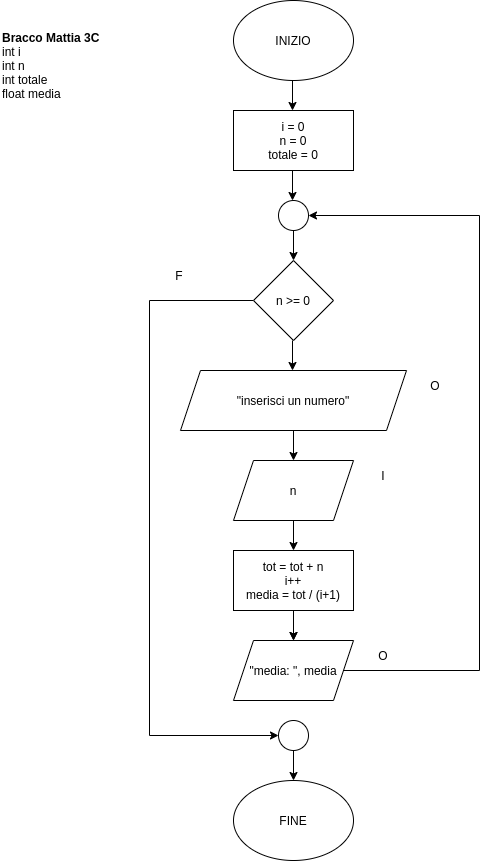 Bracco Mattia 3C
int i
int n
int totale
float media
INIZIO
i = 0
n = 0
totale = 0
F
n >= 0
"inserisci un numero"
O
n
I
tot = tot + n
i++
media = tot / (i+1)
"media: ", media
O
FINE